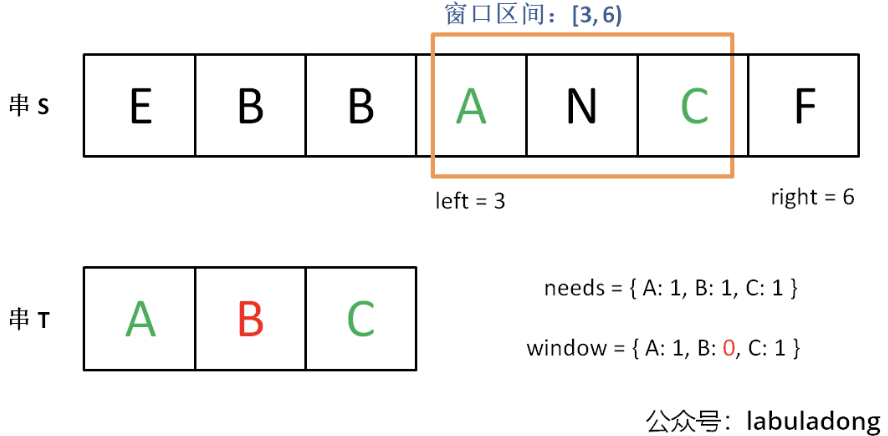 窗口区间：[3, 6)
串 S E B B A N C F
left = 3 right = 6
串 T A B C
needs = { A: 1, B: 1, C: 1 }
window = { A: 1, B: 0, C: 1 }
公众号：labuladong